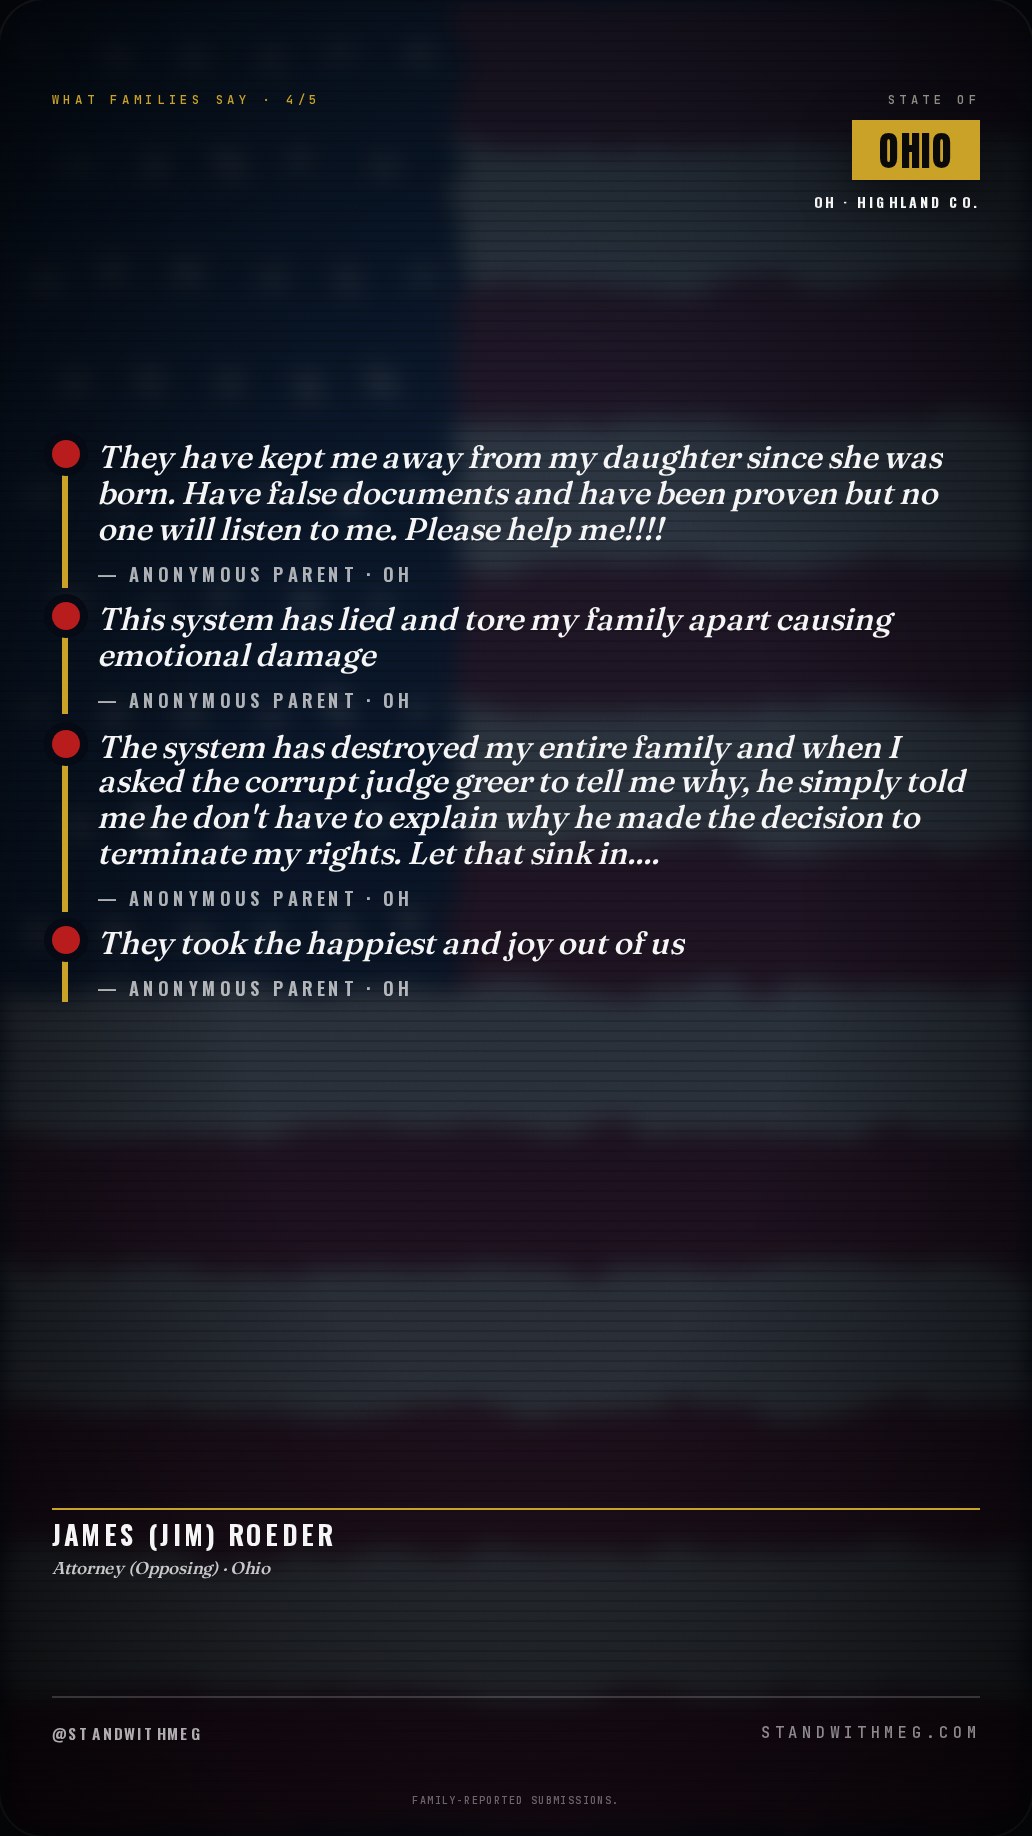 WHAT FAMILIES SAY · 4/5
STATE OF
OHIO
OH · HIGHLAND CO.
They have kept me away from my daughter since she was
born. Have false documents and have been proven but no
one will listen to me. Please help me!!!!
— ANONYMOUS PARENT · OH
This system has lied and tore my family apart causing
emotional damage
— ANONYMOUS PARENT · OH
The system has destroyed my entire family and when I
asked the corrupt judge greer to tell me why, he simply told
me he don't have to explain why he made the decision to
terminate my rights. Let that sink in....
— ANONYMOUS PARENT · OH
They took the happiest and joy out of us
— ANONYMOUS PARENT · OH
JAMES (JIM) ROEDER
Attorney (Opposing) · Ohio
@STANDWITHMEG
STANDWITHMEG.COM
FAMILY-REPORTED SUBMISSIONS.